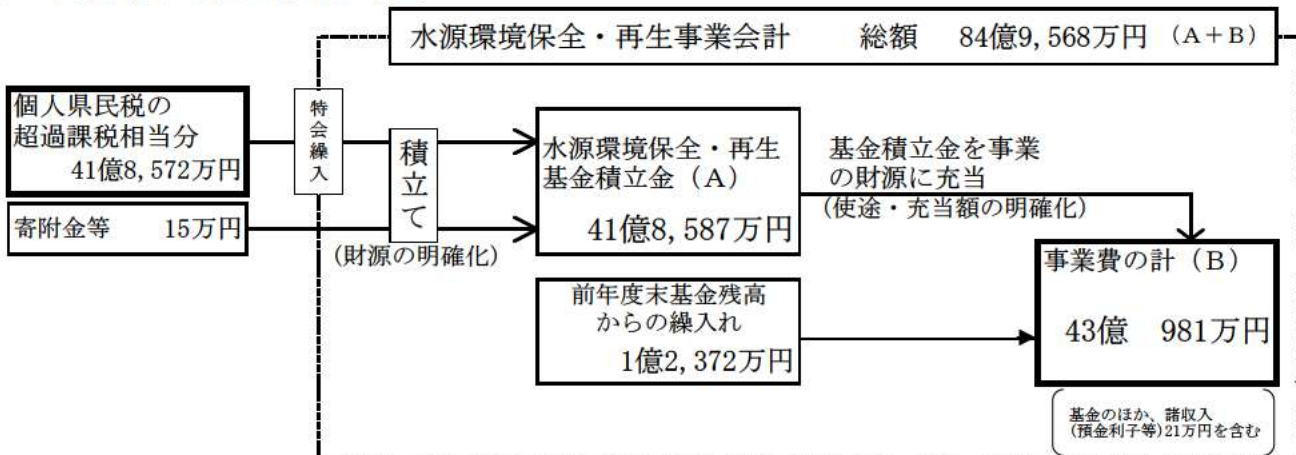 水源環境保全・再生事業会計　　総額　84億9,568万円（A＋B）
個人県民税の
超過課税相当分
41億8,572万円
寄附金等　　15万円
特会繰入
積立て
(財源の明確化)
水源環境保全・再生
基金積立金（A）
41億8,587万円
前年度末基金残高
からの繰入れ
1億2,372万円
基金積立金を事業
の財源に充当
(使途・充当額の明確化)
事業費の計（B）
43億　981万円
基金のほか、諸収入
(預金利子等)21万円を含む